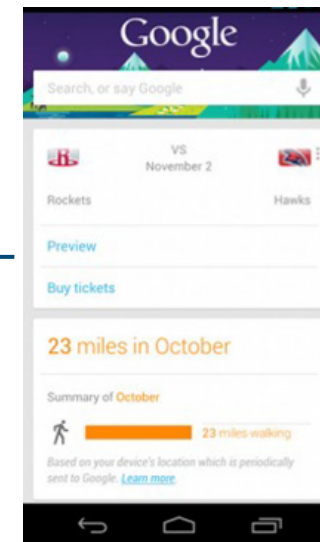 Google
Search, or say Google
VS
November 2
Rockets
Hawks
Preview
Buy tickets
23 miles in October
Summary of October
23 miles walking
Based on your device's location which is periodically
sent to Google. Learn more.